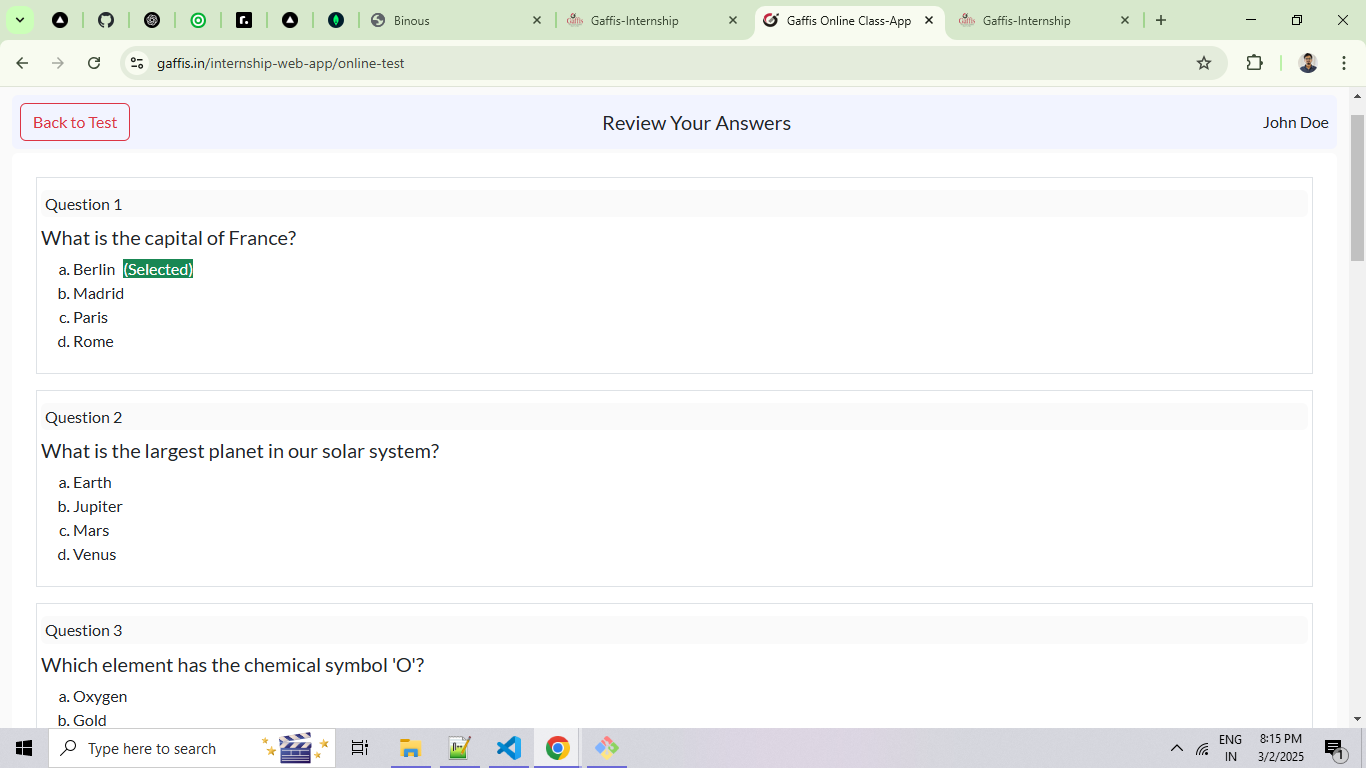 Binous
Gaffis-Internship
Gaffis Online Class-App
Gaffis-Internship
gaffis.in/internship-web-app/online-test
Back to Test
Review Your Answers
John Doe
Question 1
What is the capital of France?
a. Berlin (Selected)
b. Madrid
c. Paris
d. Rome
Question 2
What is the largest planet in our solar system?
a. Earth
b. Jupiter
c. Mars
d. Venus
Question 3
Which element has the chemical symbol 'O'?
a. Oxygen
b. Gold
Type here to search
ENG
IN
8:15 PM
3/2/2025
1